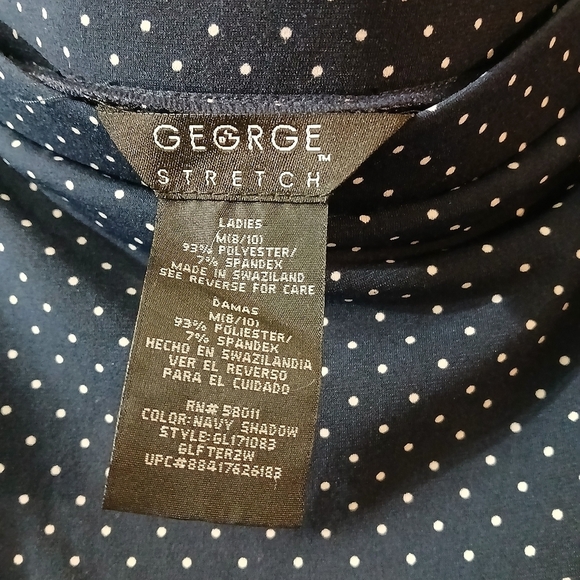 GEORGE™
STRETCH
LADIES
M(8/10)
93% POLYESTER/
7% SPANDEX
MADE IN SWAZILAND
SEE REVERSE FOR CARE
DAMAS
M(8/10)
93% POLIESTER/
7% SPANDEX
HECHO EN SWAZILANDIA
VER EL REVERSO
PARA EL CUIDADO
RN# 58011
COLOR:NAVY SHADOW
STYLE:GL171083
GLFTER2W
UPC#88417626183